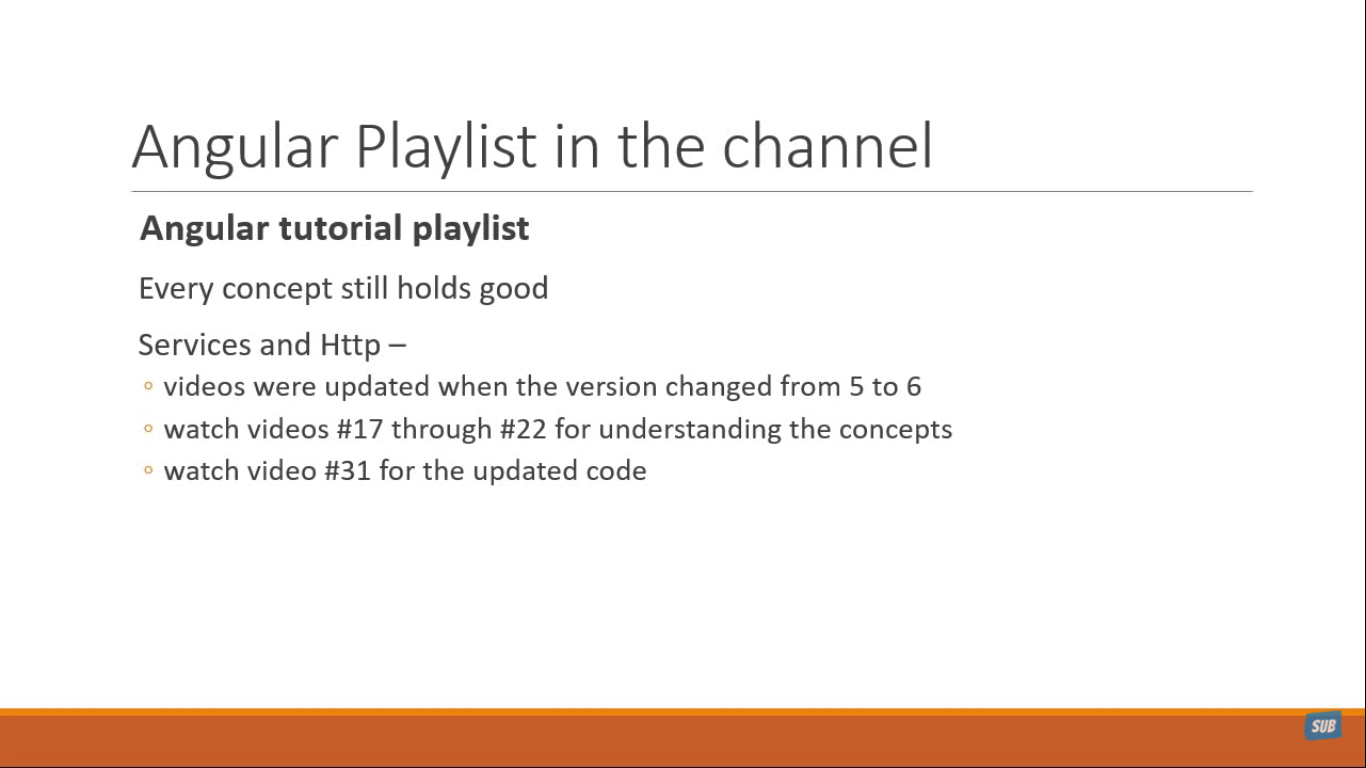 Angular Playlist in the channel
Angular tutorial playlist
Every concept still holds good
Services and Http –
◦ videos were updated when the version changed from 5 to 6
◦ watch videos #17 through #22 for understanding the concepts
◦ watch video #31 for the updated code
SUB